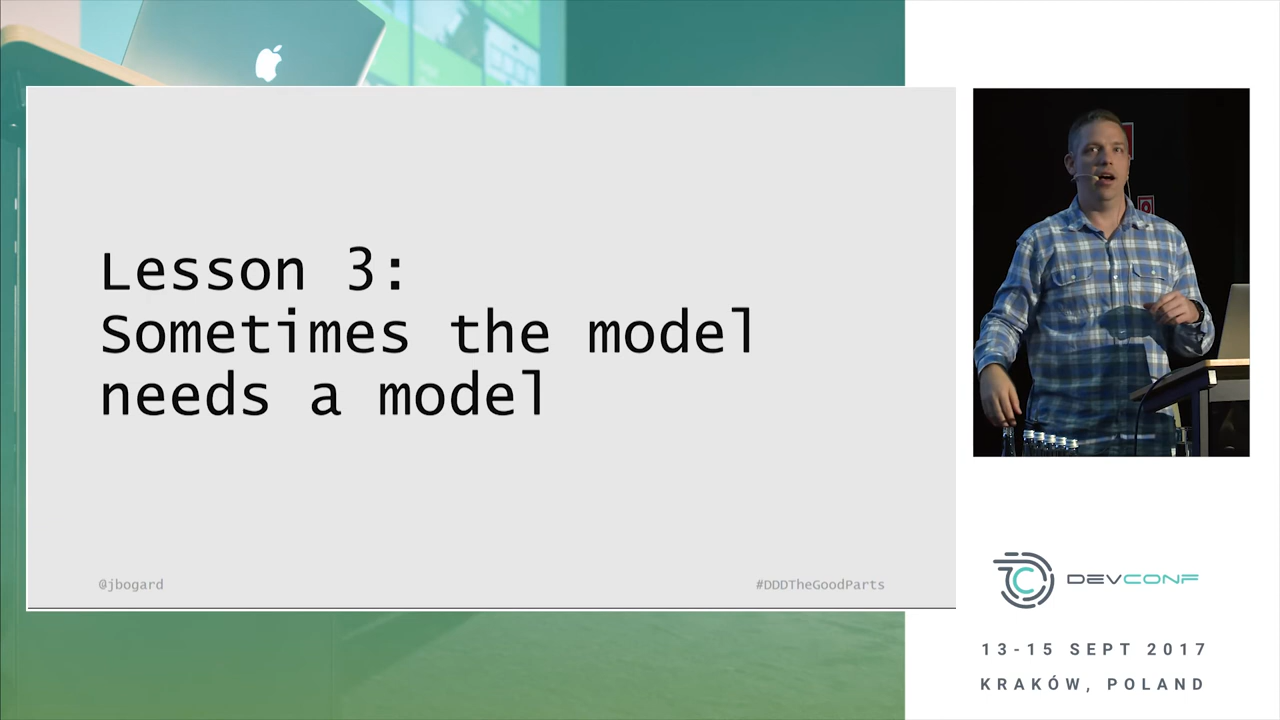 Lesson 3:
Sometimes the model
needs a model
@jbogard
#DDDTheGoodParts
DEVCONF
13-15 SEPT 2017
KRAKÓW, POLAND